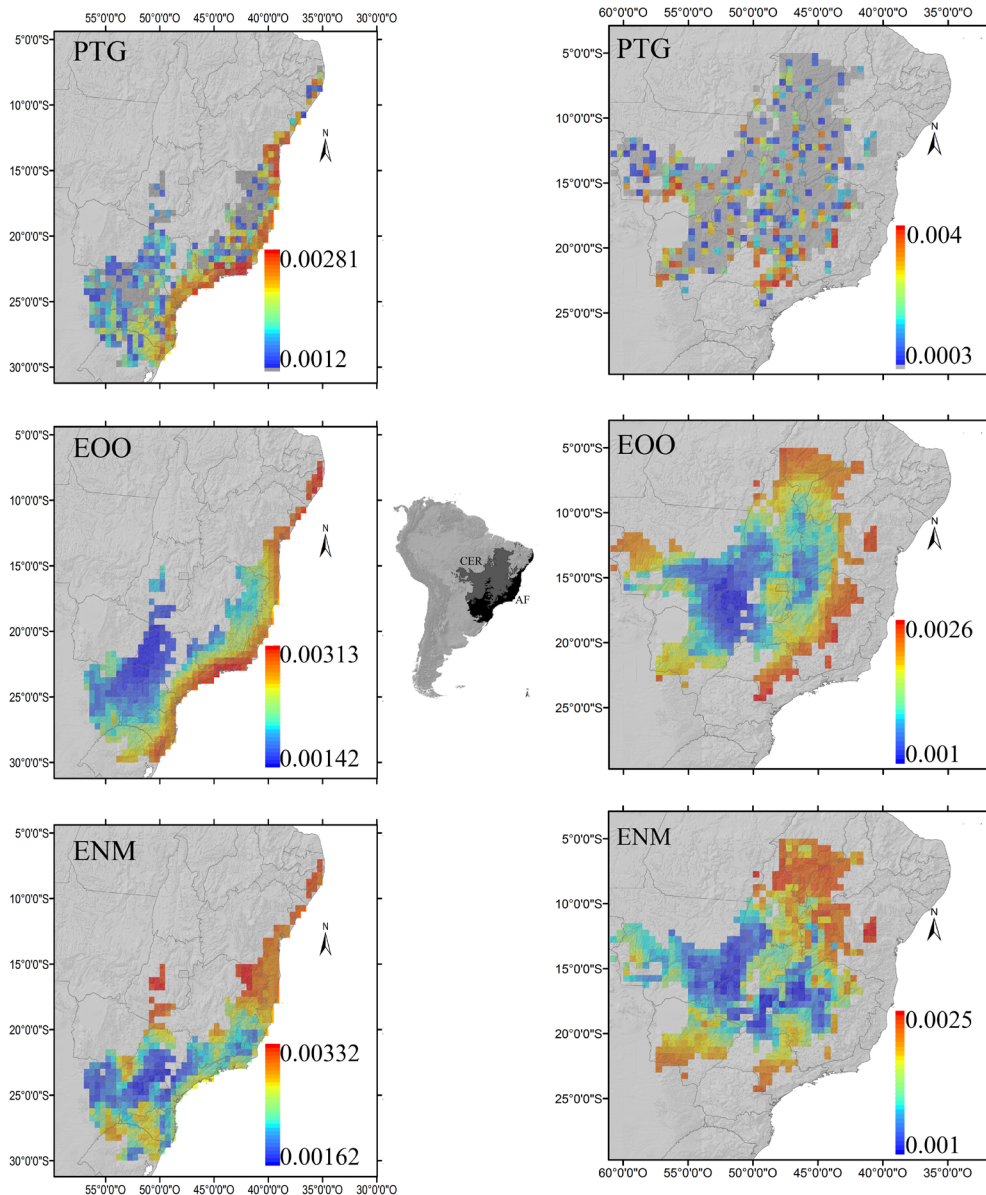 55°0'0"O 50°0'0"O 45°0'0"O 40°0'0"O 35°0'0"O 30°0'0"O
PTG
5°0'0"S
10°0'0"S
15°0'0"S
20°0'0"S
25°0'0"S
30°0'0"S
N
0.00281
0.0012
60°0'0"O 55°0'0"O 50°0'0"O 45°0'0"O 40°0'0"O 35°0'0"O
PTG
5°0'0"S
10°0'0"S
15°0'0"S
20°0'0"S
25°0'0"S
N
0.004
0.0003
EOO
5°0'0"S
10°0'0"S
15°0'0"S
20°0'0"S
25°0'0"S
30°0'0"S
N
0.00313
0.00142
CER
AF
EOO
5°0'0"S
10°0'0"S
15°0'0"S
20°0'0"S
25°0'0"S
N
0.0026
0.001
ENM
5°0'0"S
10°0'0"S
15°0'0"S
20°0'0"S
25°0'0"S
30°0'0"S
N
0.00332
0.00162
55°0'0"O 50°0'0"O 45°0'0"O 40°0'0"O 35°0'0"O 30°0'0"O
ENM
5°0'0"S
10°0'0"S
15°0'0"S
20°0'0"S
25°0'0"S
N
0.0025
0.001
60°0'0"O 55°0'0"O 50°0'0"O 45°0'0"O 40°0'0"O 35°0'0"O